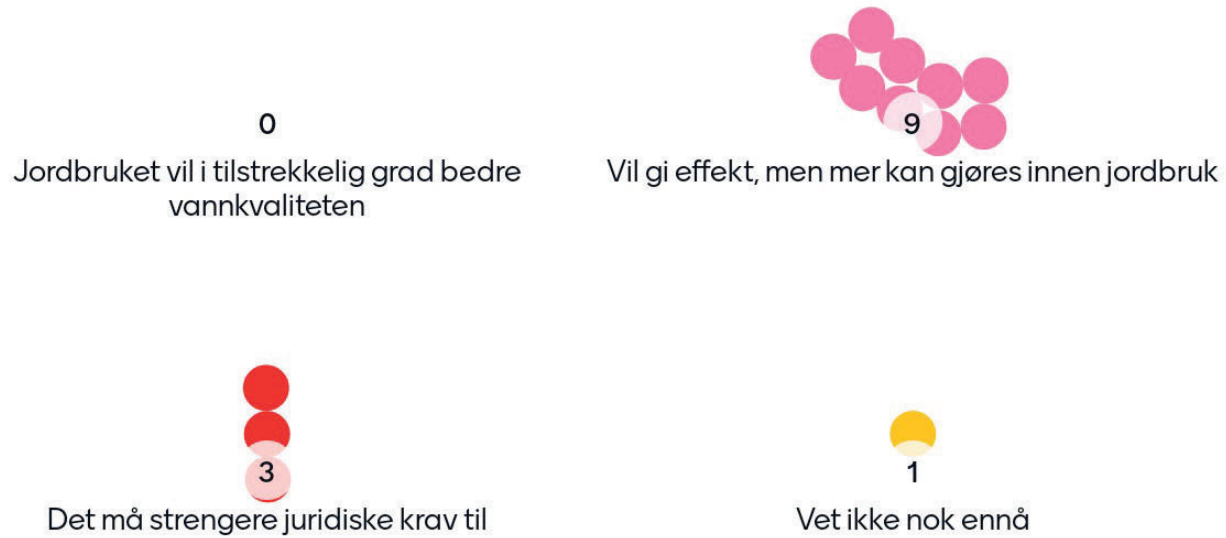 0
Jordbruket vil i tilstrekkelig grad bedre
vannkvaliteten
9
Vil gi effekt, men mer kan gjøres innen jordbruk
3
Det må strengere juridiske krav til
1
Vet ikke nok ennå